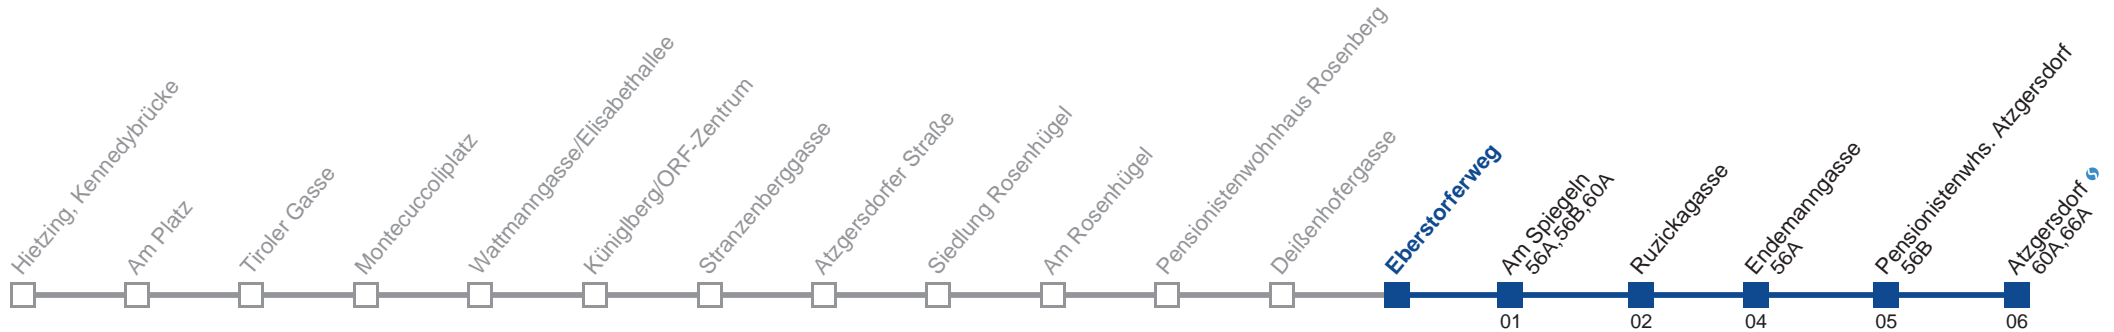 Hietzing, Kennedybrücke
Am Platz
Tiroler Gasse
Montecuccoliplatz
Wattmanngasse/Elisabethallee
Küniglberg/ORF-Zentrum
Stranzenberggasse
Atzgersdorfer Straße
Siedlung Rosenhügel
Am Rosenhügel
Pensionistenwohnhaus Rosenberg
Deißenhofergasse
Eberstorferweg
Am Spiegeln
56A,56B,60A
01
Ruzickagasse
02
Endemanngasse
56A
04
Pensionistenwhs. Atzgersdorf
56B
05
Atzgersdorf
60A,66A
06